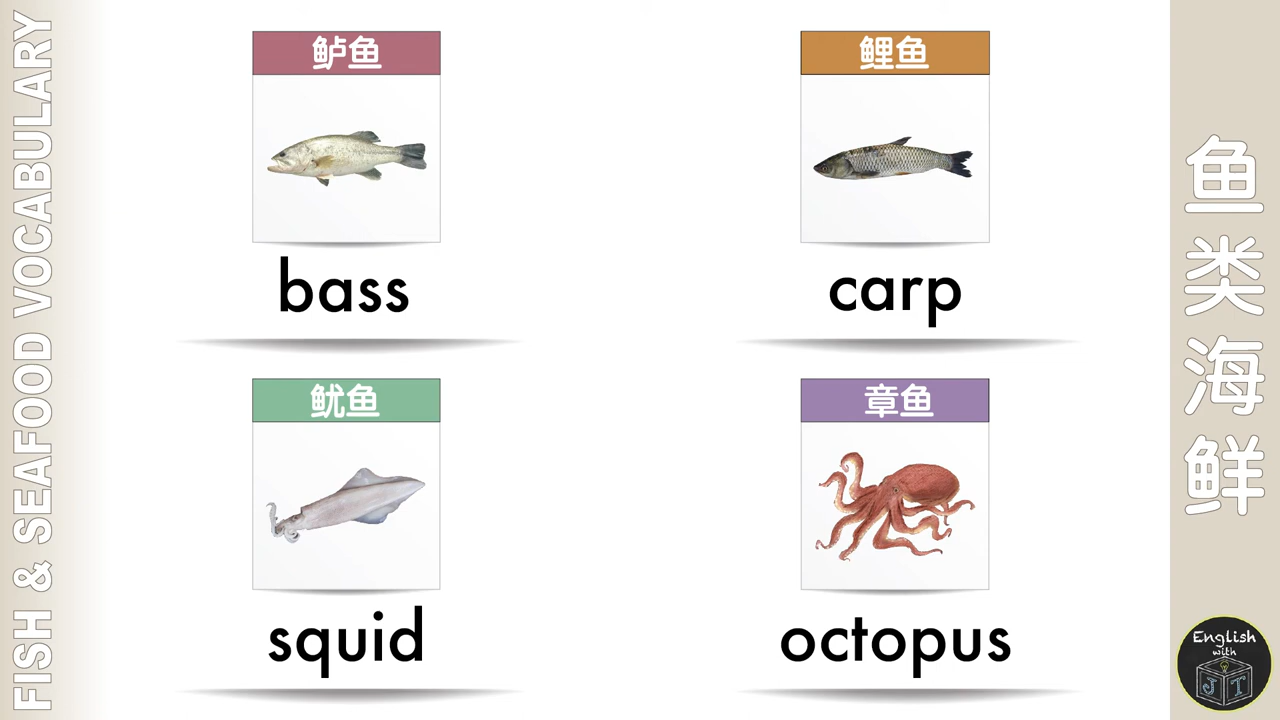 FISH & SEAFOOD VOCABULARY
鲈鱼
bass
鲤鱼
carp
鱿鱼
squid
章鱼
octopus
鱼类海鲜
English
with
JT